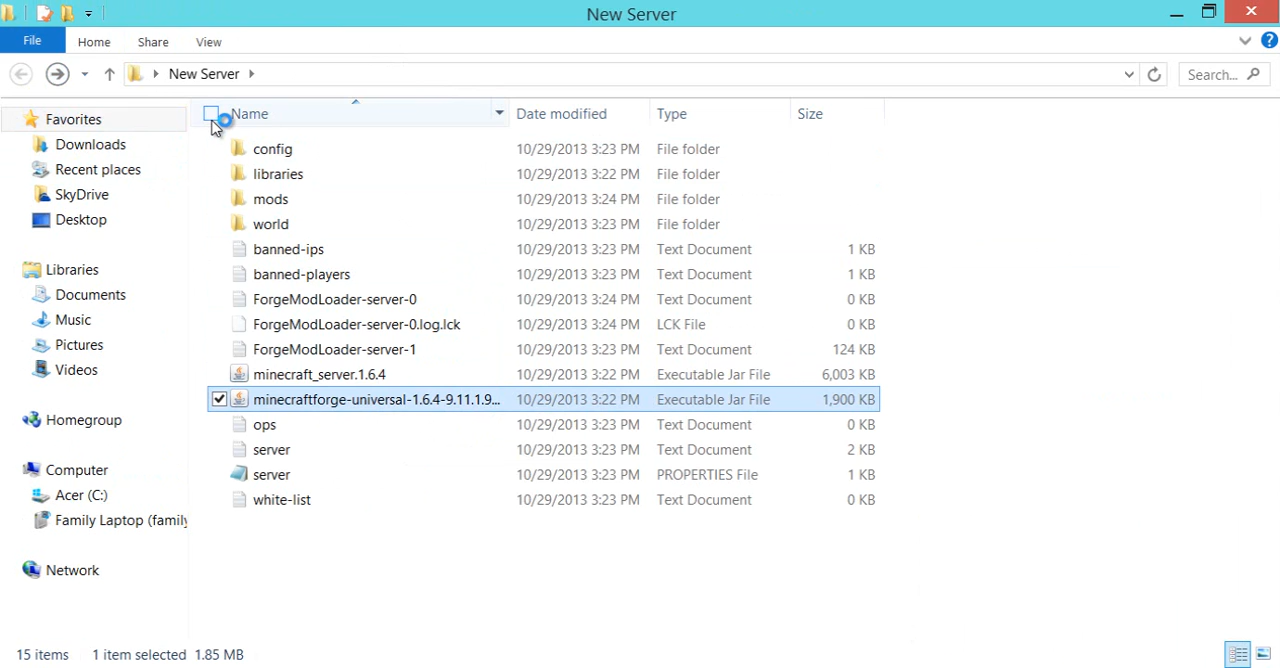 New Server
File Home Share View
New Server Search...
Name Date modified Type Size
Favorites
Downloads
Recent places
SkyDrive
Desktop
Libraries
Documents
Music
Pictures
Videos
Homegroup
Computer
Acer (C:)
Family Laptop (family
Network
config 10/29/2013 3:23 PM File folder
libraries 10/29/2013 3:22 PM File folder
mods 10/29/2013 3:24 PM File folder
world 10/29/2013 3:23 PM File folder
banned-ips 10/29/2013 3:23 PM Text Document 1 KB
banned-players 10/29/2013 3:23 PM Text Document 1 KB
ForgeModLoader-server-0 10/29/2013 3:24 PM Text Document 0 KB
ForgeModLoader-server-0.log.lck 10/29/2013 3:24 PM LCK File 0 KB
ForgeModLoader-server-1 10/29/2013 3:23 PM Text Document 124 KB
minecraft_server.1.6.4 10/29/2013 3:22 PM Executable Jar File 6,003 KB
minecraftforge-universal-1.6.4-9.11.1.9... 10/29/2013 3:22 PM Executable Jar File 1,900 KB
ops 10/29/2013 3:23 PM Text Document 0 KB
server 10/29/2013 3:23 PM Text Document 2 KB
server 10/29/2013 3:23 PM PROPERTIES File 1 KB
white-list 10/29/2013 3:23 PM Text Document 0 KB
15 items 1 item selected 1.85 MB